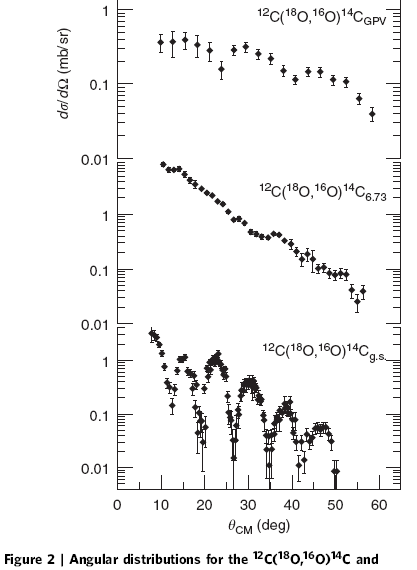 ¹²C(¹⁸O,¹⁶O)¹⁴C_GPV
1
0.1
0.01
dσ/dΩ (mb/sr)
¹²C(¹⁸O,¹⁶O)¹⁴C_6.73
1
0.1
0.01
¹²C(¹⁸O,¹⁶O)¹⁴C_g.s.
1
0.1
0.01
0 10 20 30 40 50 60
θ_CM (deg)
Figure 2 | Angular distributions for the ¹²C(¹⁸O,¹⁶O)¹⁴C and